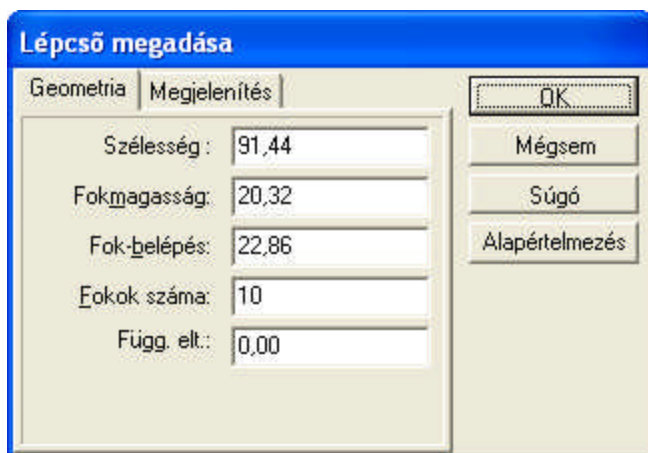 Lépcső megadása
Geometria
Megjelenítés
Szélesség : 91,44
Fokmagasság: 20,32
Fok-belépés: 22,86
Fokok száma: 10
Függ. elt.: 0,00
OK
Mégsem
Súgó
Alapértelmezés